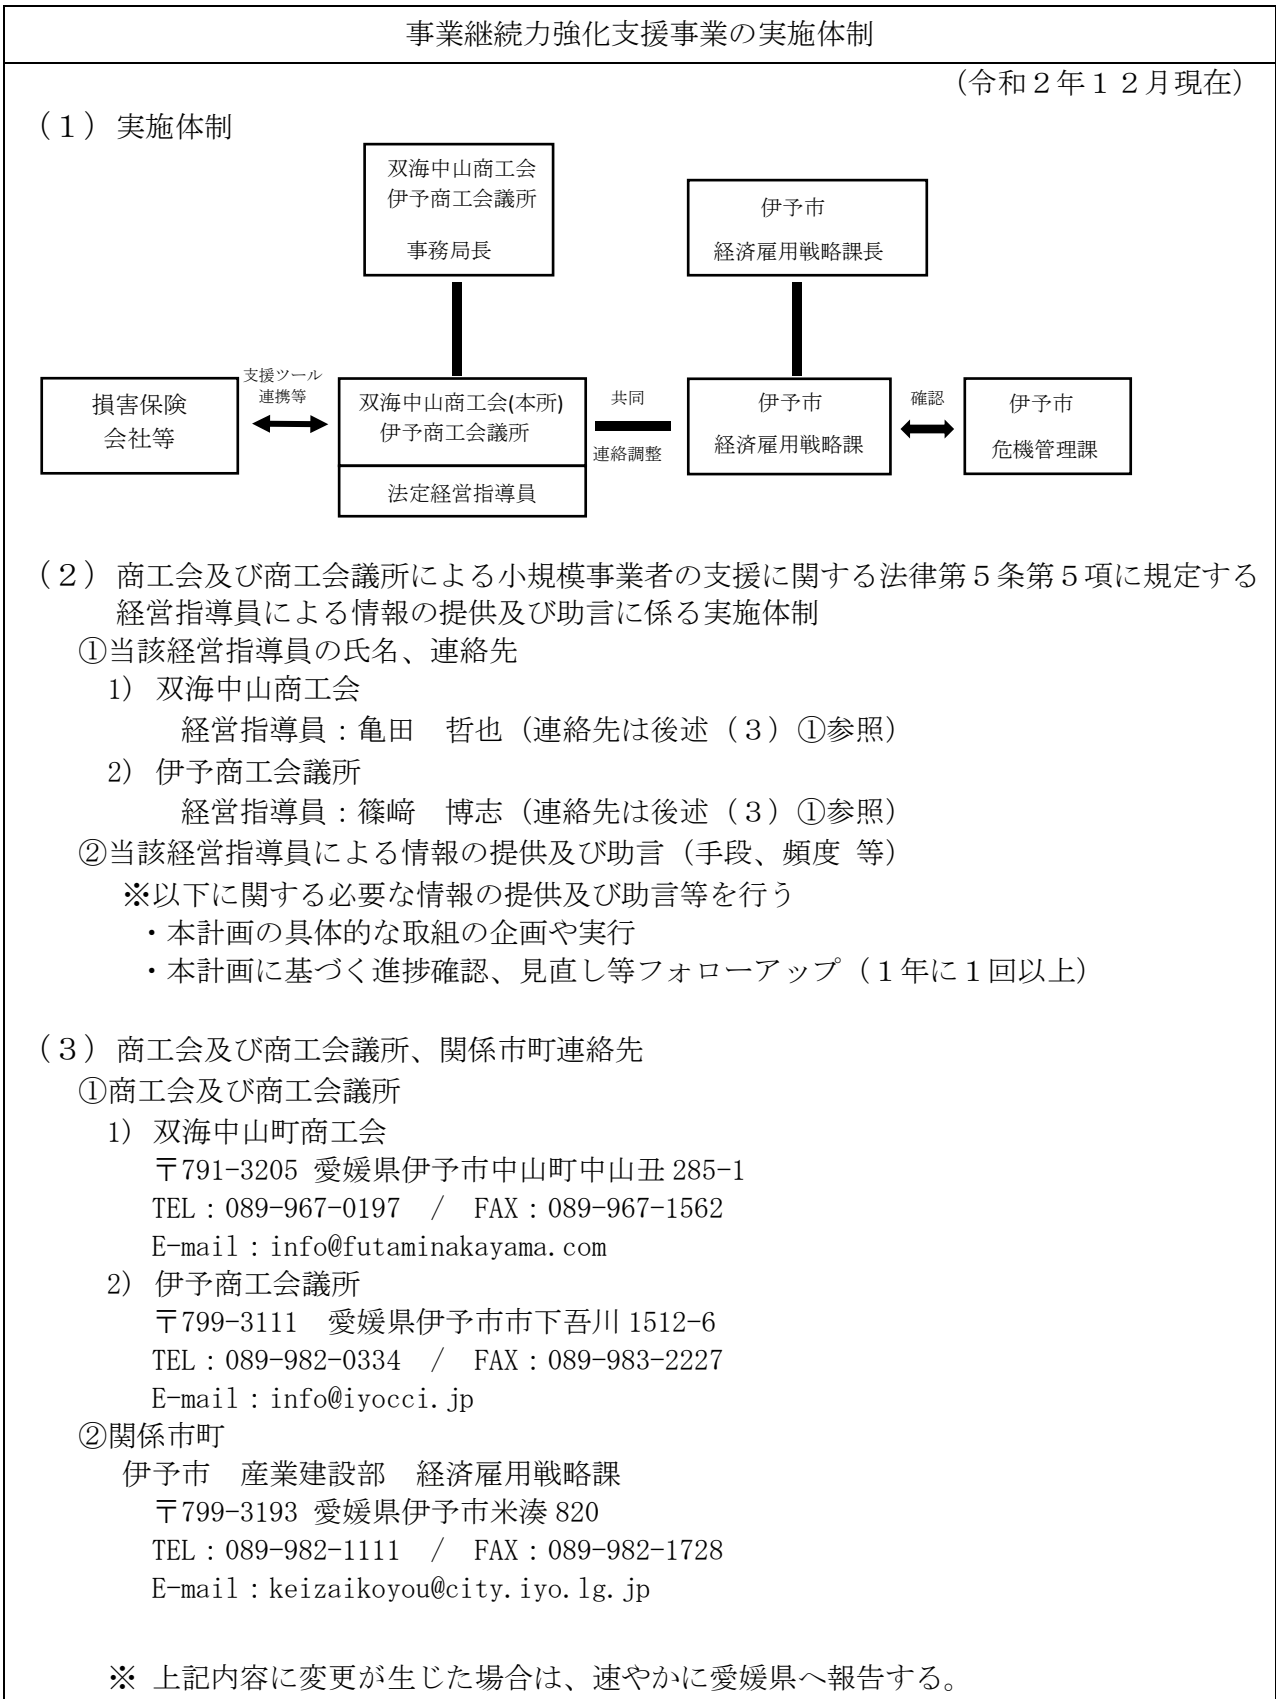 事業継続力強化支援事業の実施体制
（令和２年１２月現在）
（１）実施体制
双海中山商工会
伊予商工会議所
事務局長
伊予市
経済雇用戦略課長
損害保険
会社等
支援ツール
連携等
双海中山商工会(本所)
伊予商工会議所
法定経営指導員
共同
連絡調整
伊予市
経済雇用戦略課
確認
伊予市
危機管理課
（２）商工会及び商工会議所による小規模事業者の支援に関する法律第５条第５項に規定する
経営指導員による情報の提供及び助言に係る実施体制
①当該経営指導員の氏名、連絡先
1) 双海中山商工会
経営指導員：亀田　哲也（連絡先は後述（３）①参照）
2) 伊予商工会議所
経営指導員：篠﨑　博志（連絡先は後述（３）①参照）
②当該経営指導員による情報の提供及び助言（手段、頻度 等）
※以下に関する必要な情報の提供及び助言等を行う
・本計画の具体的な取組の企画や実行
・本計画に基づく進捗確認、見直し等フォローアップ（１年に１回以上）
（３）商工会及び商工会議所、関係市町連絡先
①商工会及び商工会議所
1) 双海中山町商工会
〒791-3205 愛媛県伊予市中山町中山丑 285-1
TEL：089-967-0197　/　FAX：089-967-1562
E-mail：info@futaminakayama.com
2) 伊予商工会議所
〒799-3111　愛媛県伊予市市下吾川 1512-6
TEL：089-982-0334　/　FAX：089-983-2227
E-mail：info@iyocci.jp
②関係市町
伊予市　産業建設部　経済雇用戦略課
〒799-3193 愛媛県伊予市米湊 820
TEL：089-982-1111　/　FAX：089-982-1728
E-mail：keizaikoyou@city.iyo.lg.jp
※ 上記内容に変更が生じた場合は、速やかに愛媛県へ報告する。